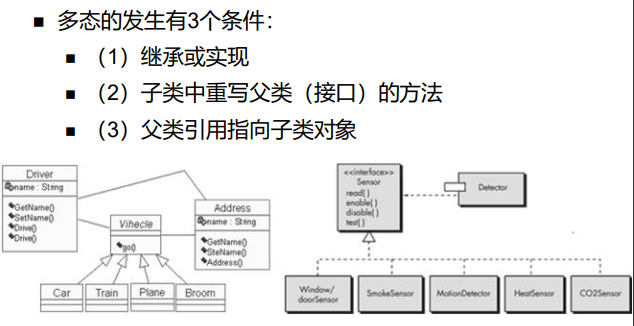 多态的发生有3个条件：
（1）继承或实现
（2）子类中重写父类（接口）的方法
（3）父类引用指向子类对象
Driver
name : String
GetName()
SetName()
Drive()
Drive()
Vihecle
go()
Address
name : String
GetName()
SteName()
Address()
Car
Train
Plane
Broom
<<interface>>
Sensor
read( )
enable( )
disable( )
test( )
Detector
Window/
doorSensor
SmokeSensor
MotionDetector
HeatSensor
CO2Sensor